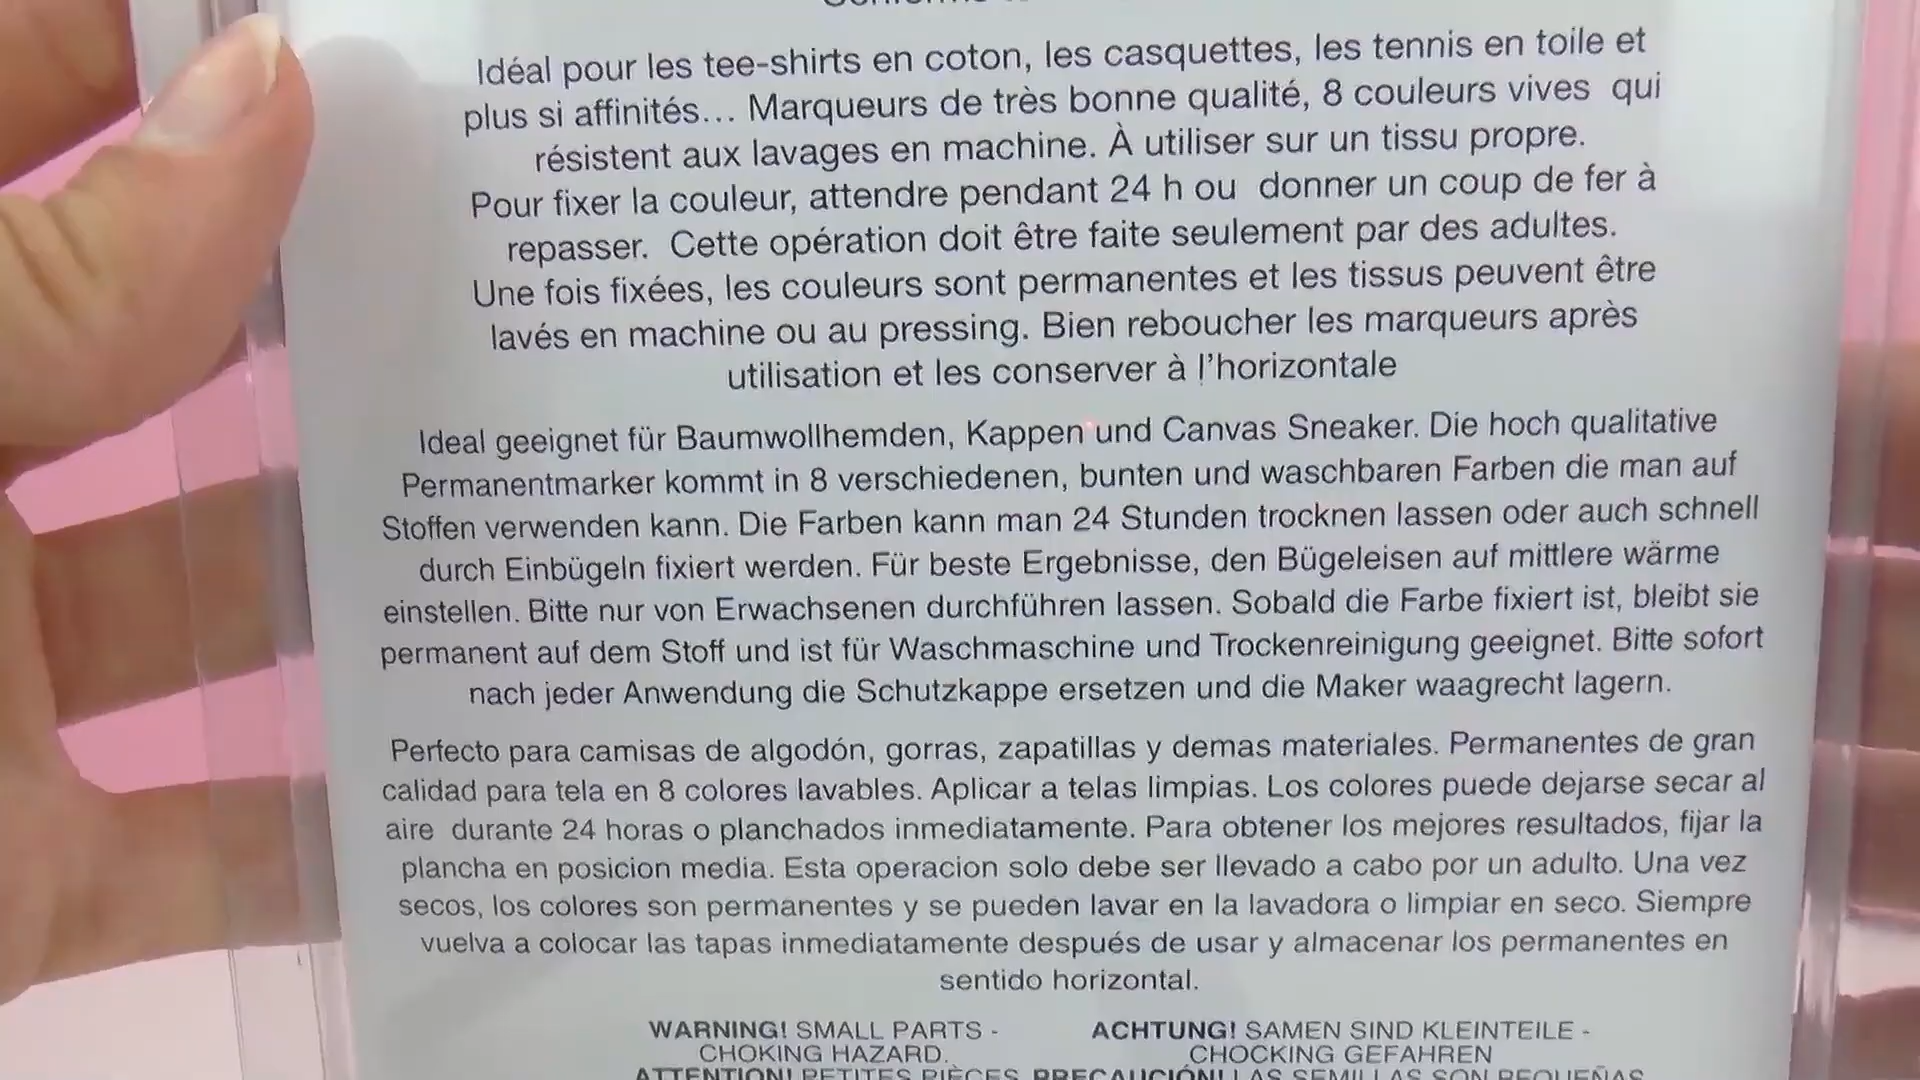 Idéal pour les tee-shirts en coton, les casquettes, les tennis en toile et
plus si affinités... Marqueurs de très bonne qualité, 8 couleurs vives qui
résistent aux lavages en machine. À utiliser sur un tissu propre.
Pour fixer la couleur, attendre pendant 24 h ou donner un coup de fer à
repasser. Cette opération doit être faite seulement par des adultes.
Une fois fixées, les couleurs sont permanentes et les tissus peuvent être
lavés en machine ou au pressing. Bien reboucher les marqueurs après
utilisation et les conserver à l'horizontale
Ideal geeignet für Baumwollhemden, Kappen und Canvas Sneaker. Die hoch qualitative
Permanentmarker kommt in 8 verschiedenen, bunten und waschbaren Farben die man auf
Stoffen verwenden kann. Die Farben kann man 24 Stunden trocknen lassen oder auch schnell
durch Einbügeln fixiert werden. Für beste Ergebnisse, den Bügeleisen auf mittlere wärme
einstellen. Bitte nur von Erwachsenen durchführen lassen. Sobald die Farbe fixiert ist, bleibt sie
permanent auf dem Stoff und ist für Waschmaschine und Trockenreinigung geeignet. Bitte sofort
nach jeder Anwendung die Schutzkappe ersetzen und die Maker waagrecht lagern.
Perfecto para camisas de algodón, gorras, zapatillas y demas materiales. Permanentes de gran
calidad para tela en 8 colores lavables. Aplicar a telas limpias. Los colores puede dejarse secar al
aire durante 24 horas o planchados inmediatamente. Para obtener los mejores resultados, fijar la
plancha en posicion media. Esta operacion solo debe ser llevado a cabo por un adulto. Una vez
secos, los colores son permanentes y se pueden lavar en la lavadora o limpiar en seco. Siempre
vuelva a colocar las tapas inmediatamente después de usar y almacenar los permanentes en
sentido horizontal.
WARNING! SMALL PARTS -
CHOKING HAZARD.
ACHTUNG! SAMEN SIND KLEINTEILE -
CHOCKING GEFAHREN
ATTENTION! PETITES PIÈCES
PRECAUCIÓN! LAS SEMILLAS SON PEQUEÑAS